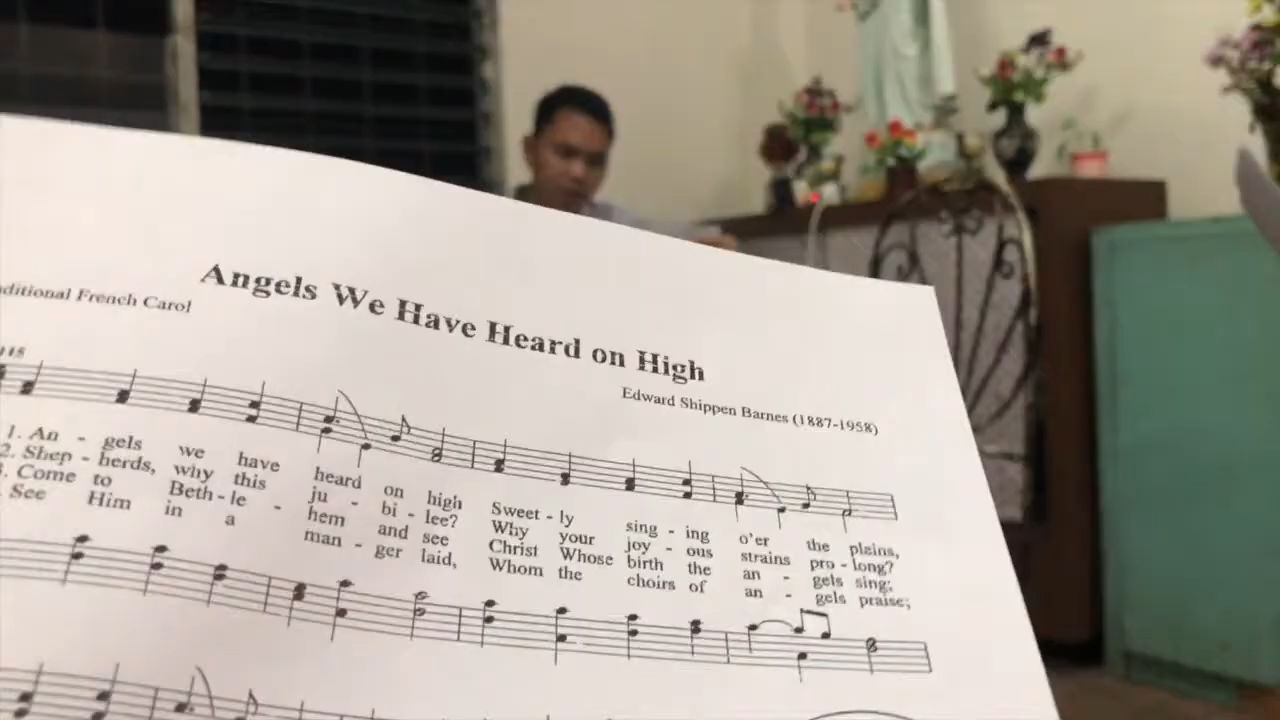 Angels We Have Heard on High
ditional French Carol
Edward Shippen Barnes (1887-1958)
1. An - gels we have heard on high Sweet - ly sing - ing o'er the plains,
2. Shep - herds, why this ju - bi - lee? Why your joy - ous strains pro - long?
3. Come to Beth - le - hem and see Christ Whose birth the an - gels sing;
See Him in a man - ger laid, Whom the choirs of an - gels praise;